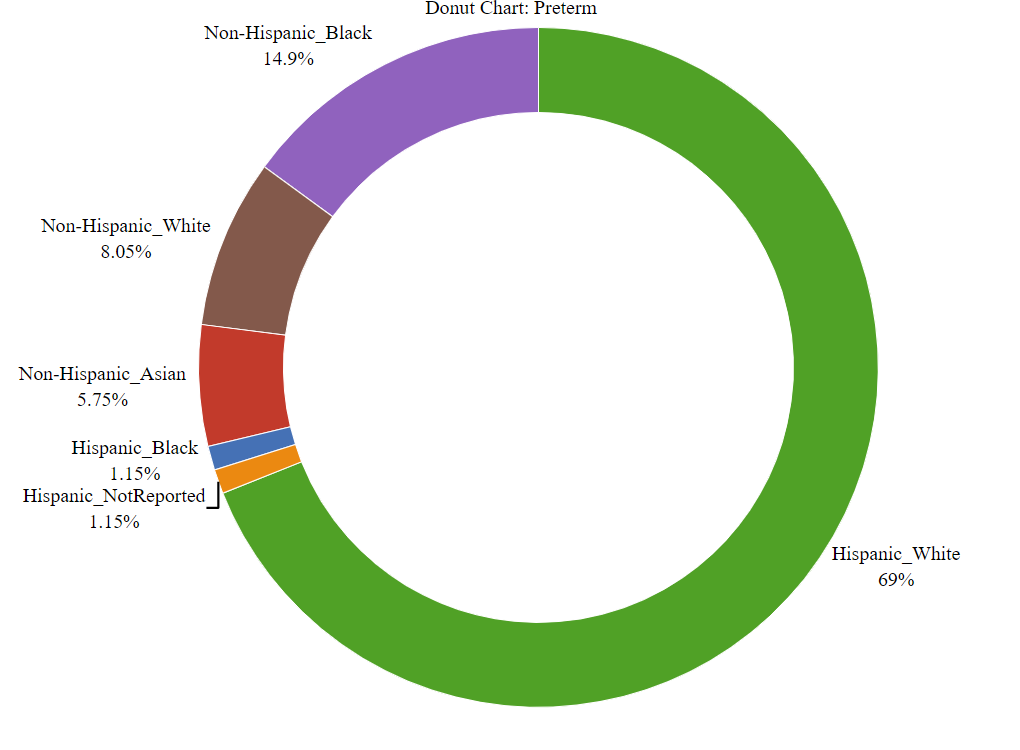 Donut Chart: Preterm
Non-Hispanic_Black
14.9%
Non-Hispanic_White
8.05%
Non-Hispanic_Asian
5.75%
Hispanic_Black
1.15%
Hispanic_NotReported
1.15%
Hispanic_White
69%